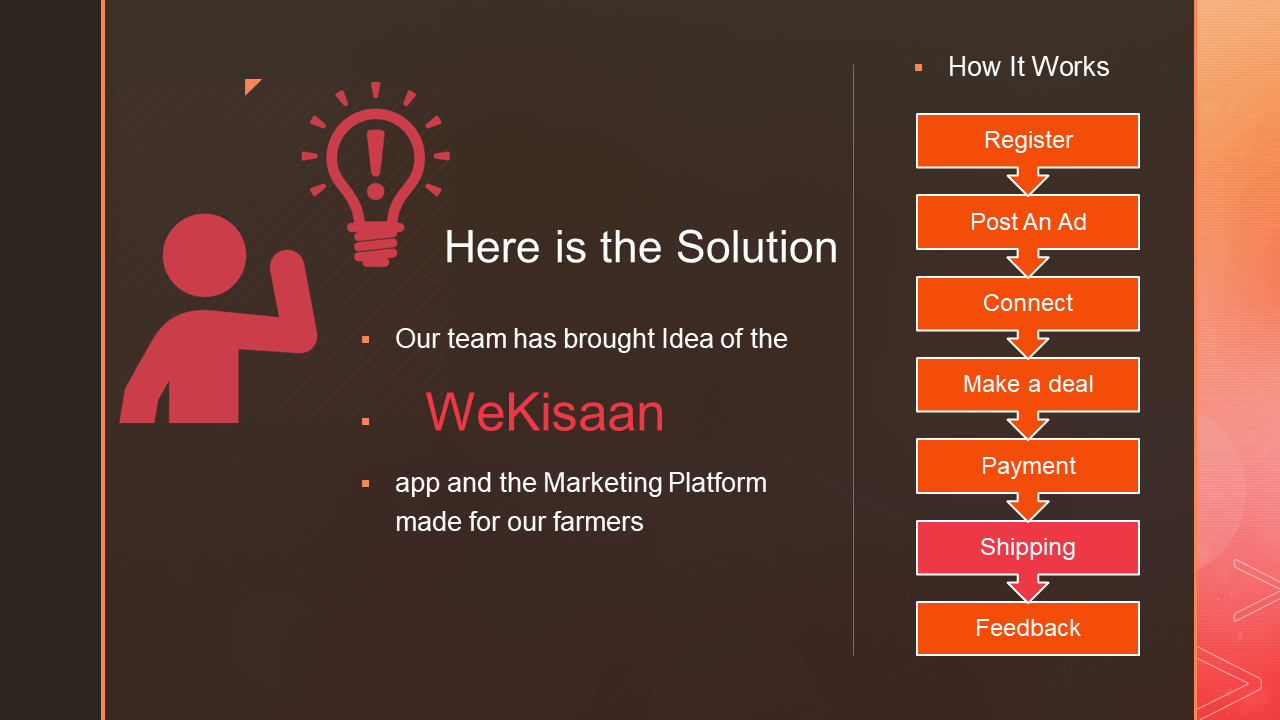 Here is the Solution
Our team has brought Idea of the
WeKisaan
app and the Marketing Platform
made for our farmers
How It Works
Register
Post An Ad
Connect
Make a deal
Payment
Shipping
Feedback